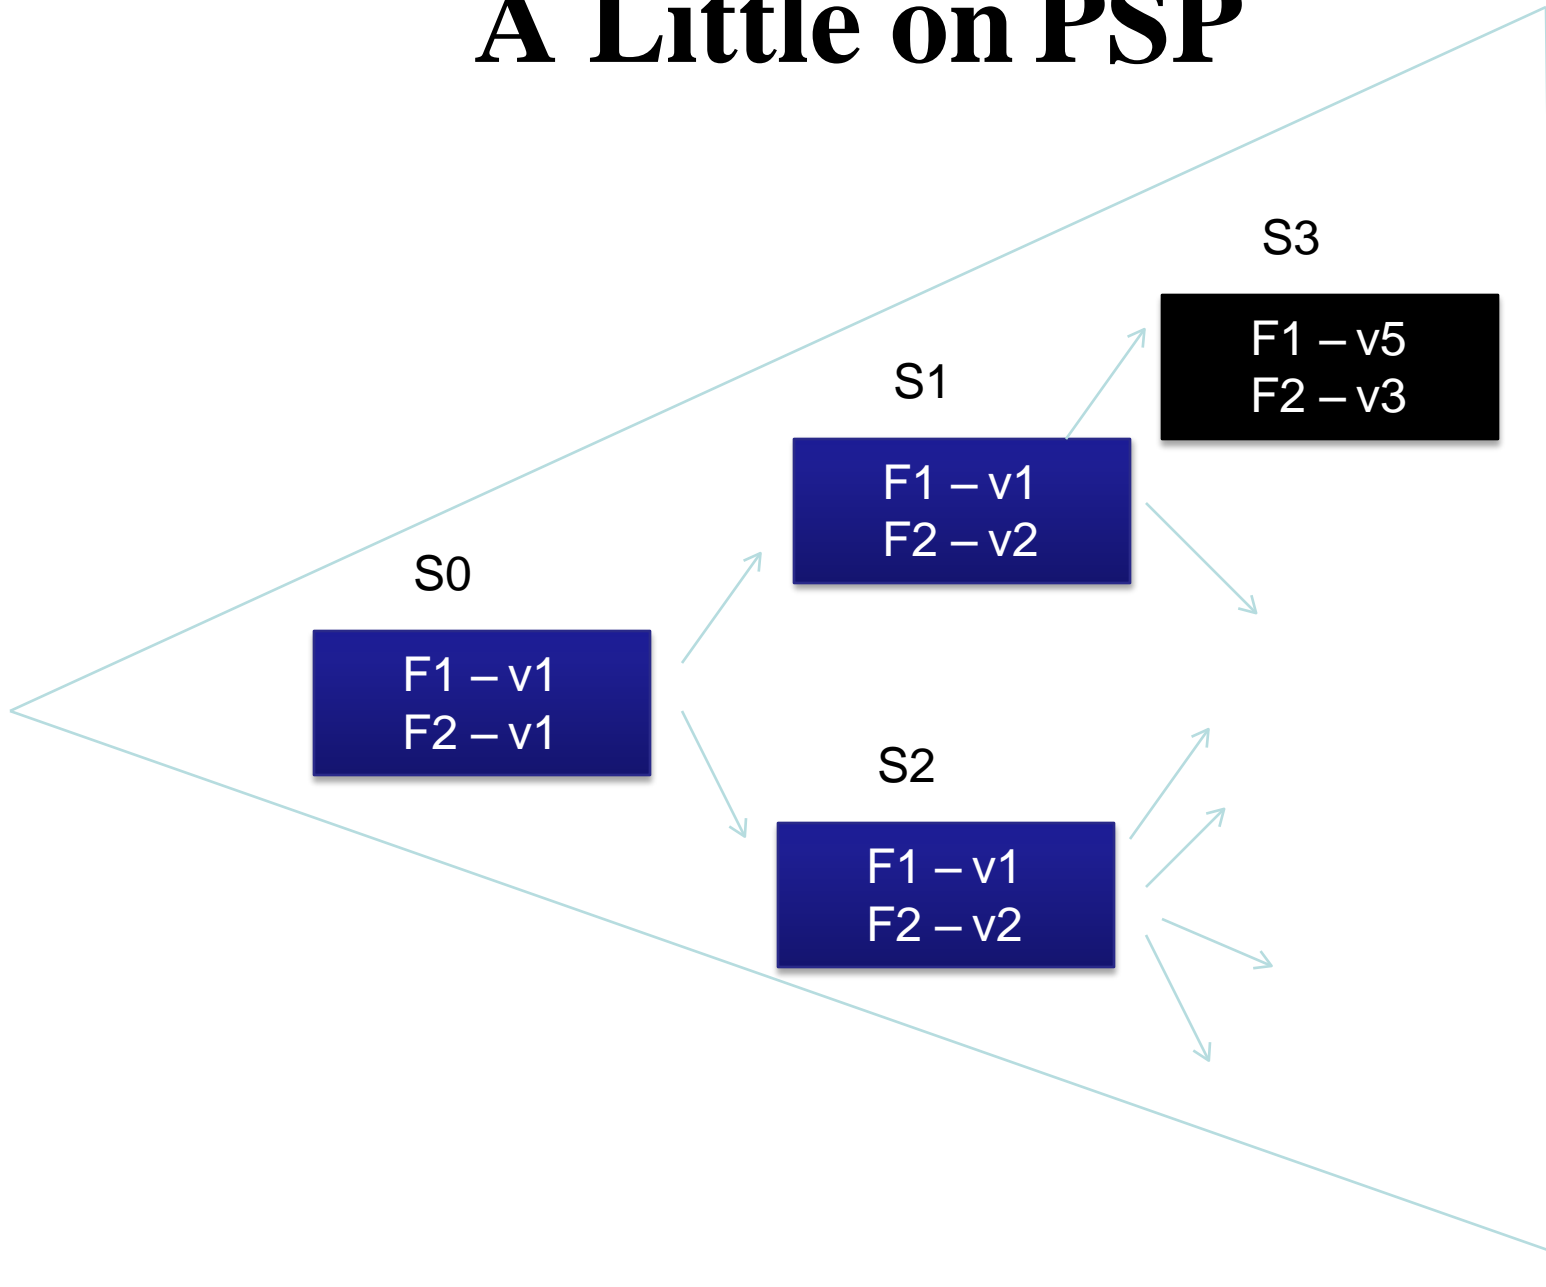 A Little on PSP
S3
F1 – v5
F2 – v3
S1
F1 – v1
F2 – v2
S0
F1 – v1
F2 – v1
S2
F1 – v1
F2 – v2